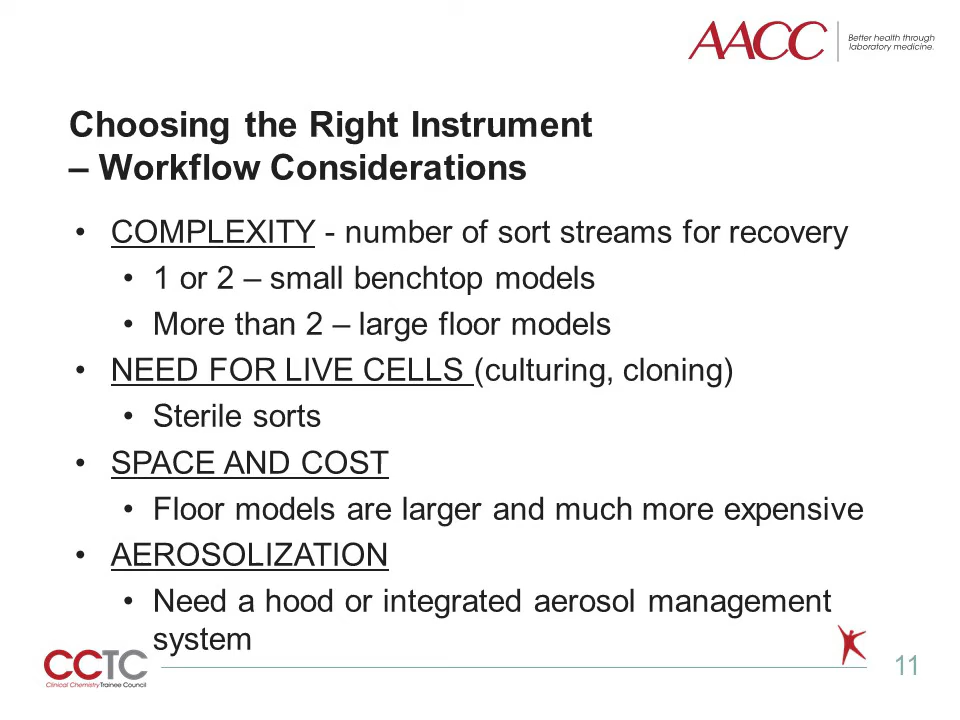 AACC
Better health through
laboratory medicine.
Choosing the Right Instrument
– Workflow Considerations
• COMPLEXITY - number of sort streams for recovery
• 1 or 2 – small benchtop models
• More than 2 – large floor models
• NEED FOR LIVE CELLS (culturing, cloning)
• Sterile sorts
• SPACE AND COST
• Floor models are larger and much more expensive
• AEROSOLIZATION
• Need a hood or integrated aerosol management
system
CCTC
Clinical Chemistry Trainee Council
11